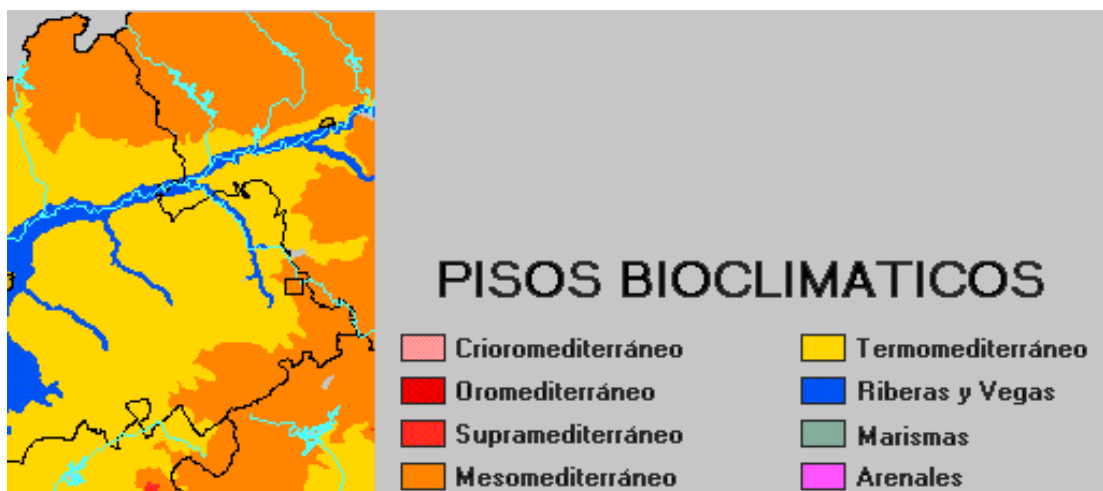 PISOS BIOCLIMATICOS
Crioromediterráneo
Oromediterráneo
Supramediterráneo
Mesomediterráneo
Termomediterráneo
Riberas y Vegas
Marismas
Arenales